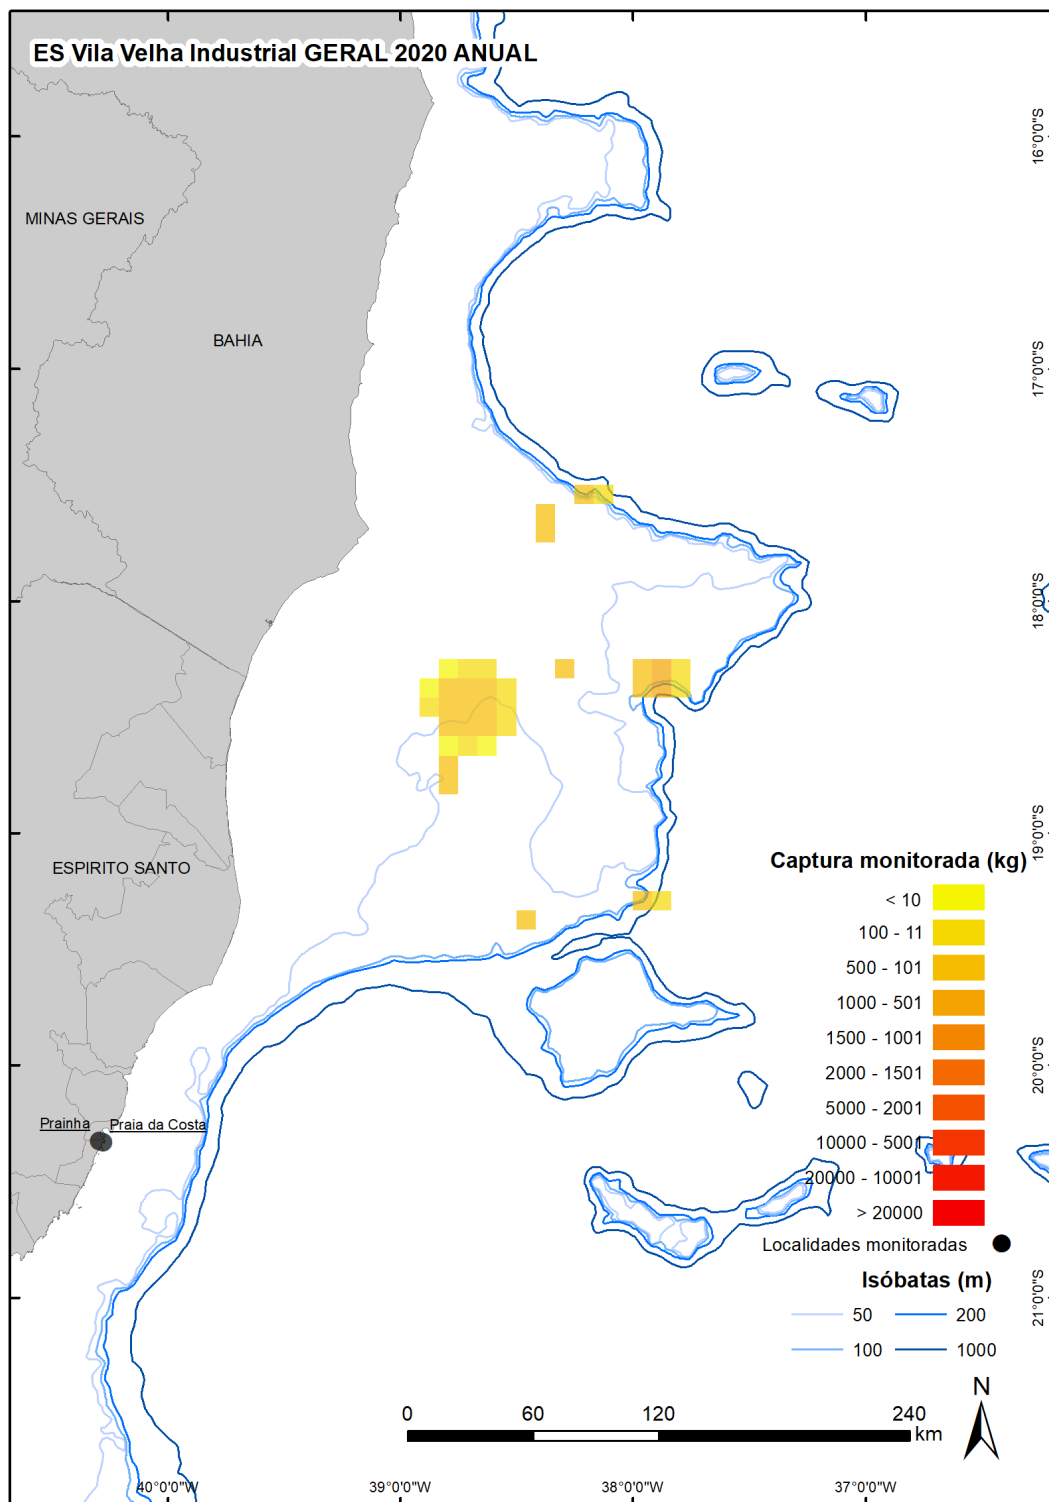 ES Vila Velha Industrial GERAL 2020 ANUAL
16°0'0"S
MINAS GERAIS
BAHIA
17°0'0"S
18°0'0"S
19°0'0"S
ESPIRITO SANTO
Captura monitorada (kg)
< 10
100 - 11
500 - 101
1000 - 501
1500 - 1001
2000 - 1501
5000 - 2001
10000 - 5001
20000 - 10001
> 20000
20°0'0"S
Prainha
Praia da Costa
Localidades monitoradas
Isóbatas (m)
50
200
100
1000
21°0'0"S
N
0
60
120
240
km
40°0'0"W
39°0'0"W
38°0'0"W
37°0'0"W